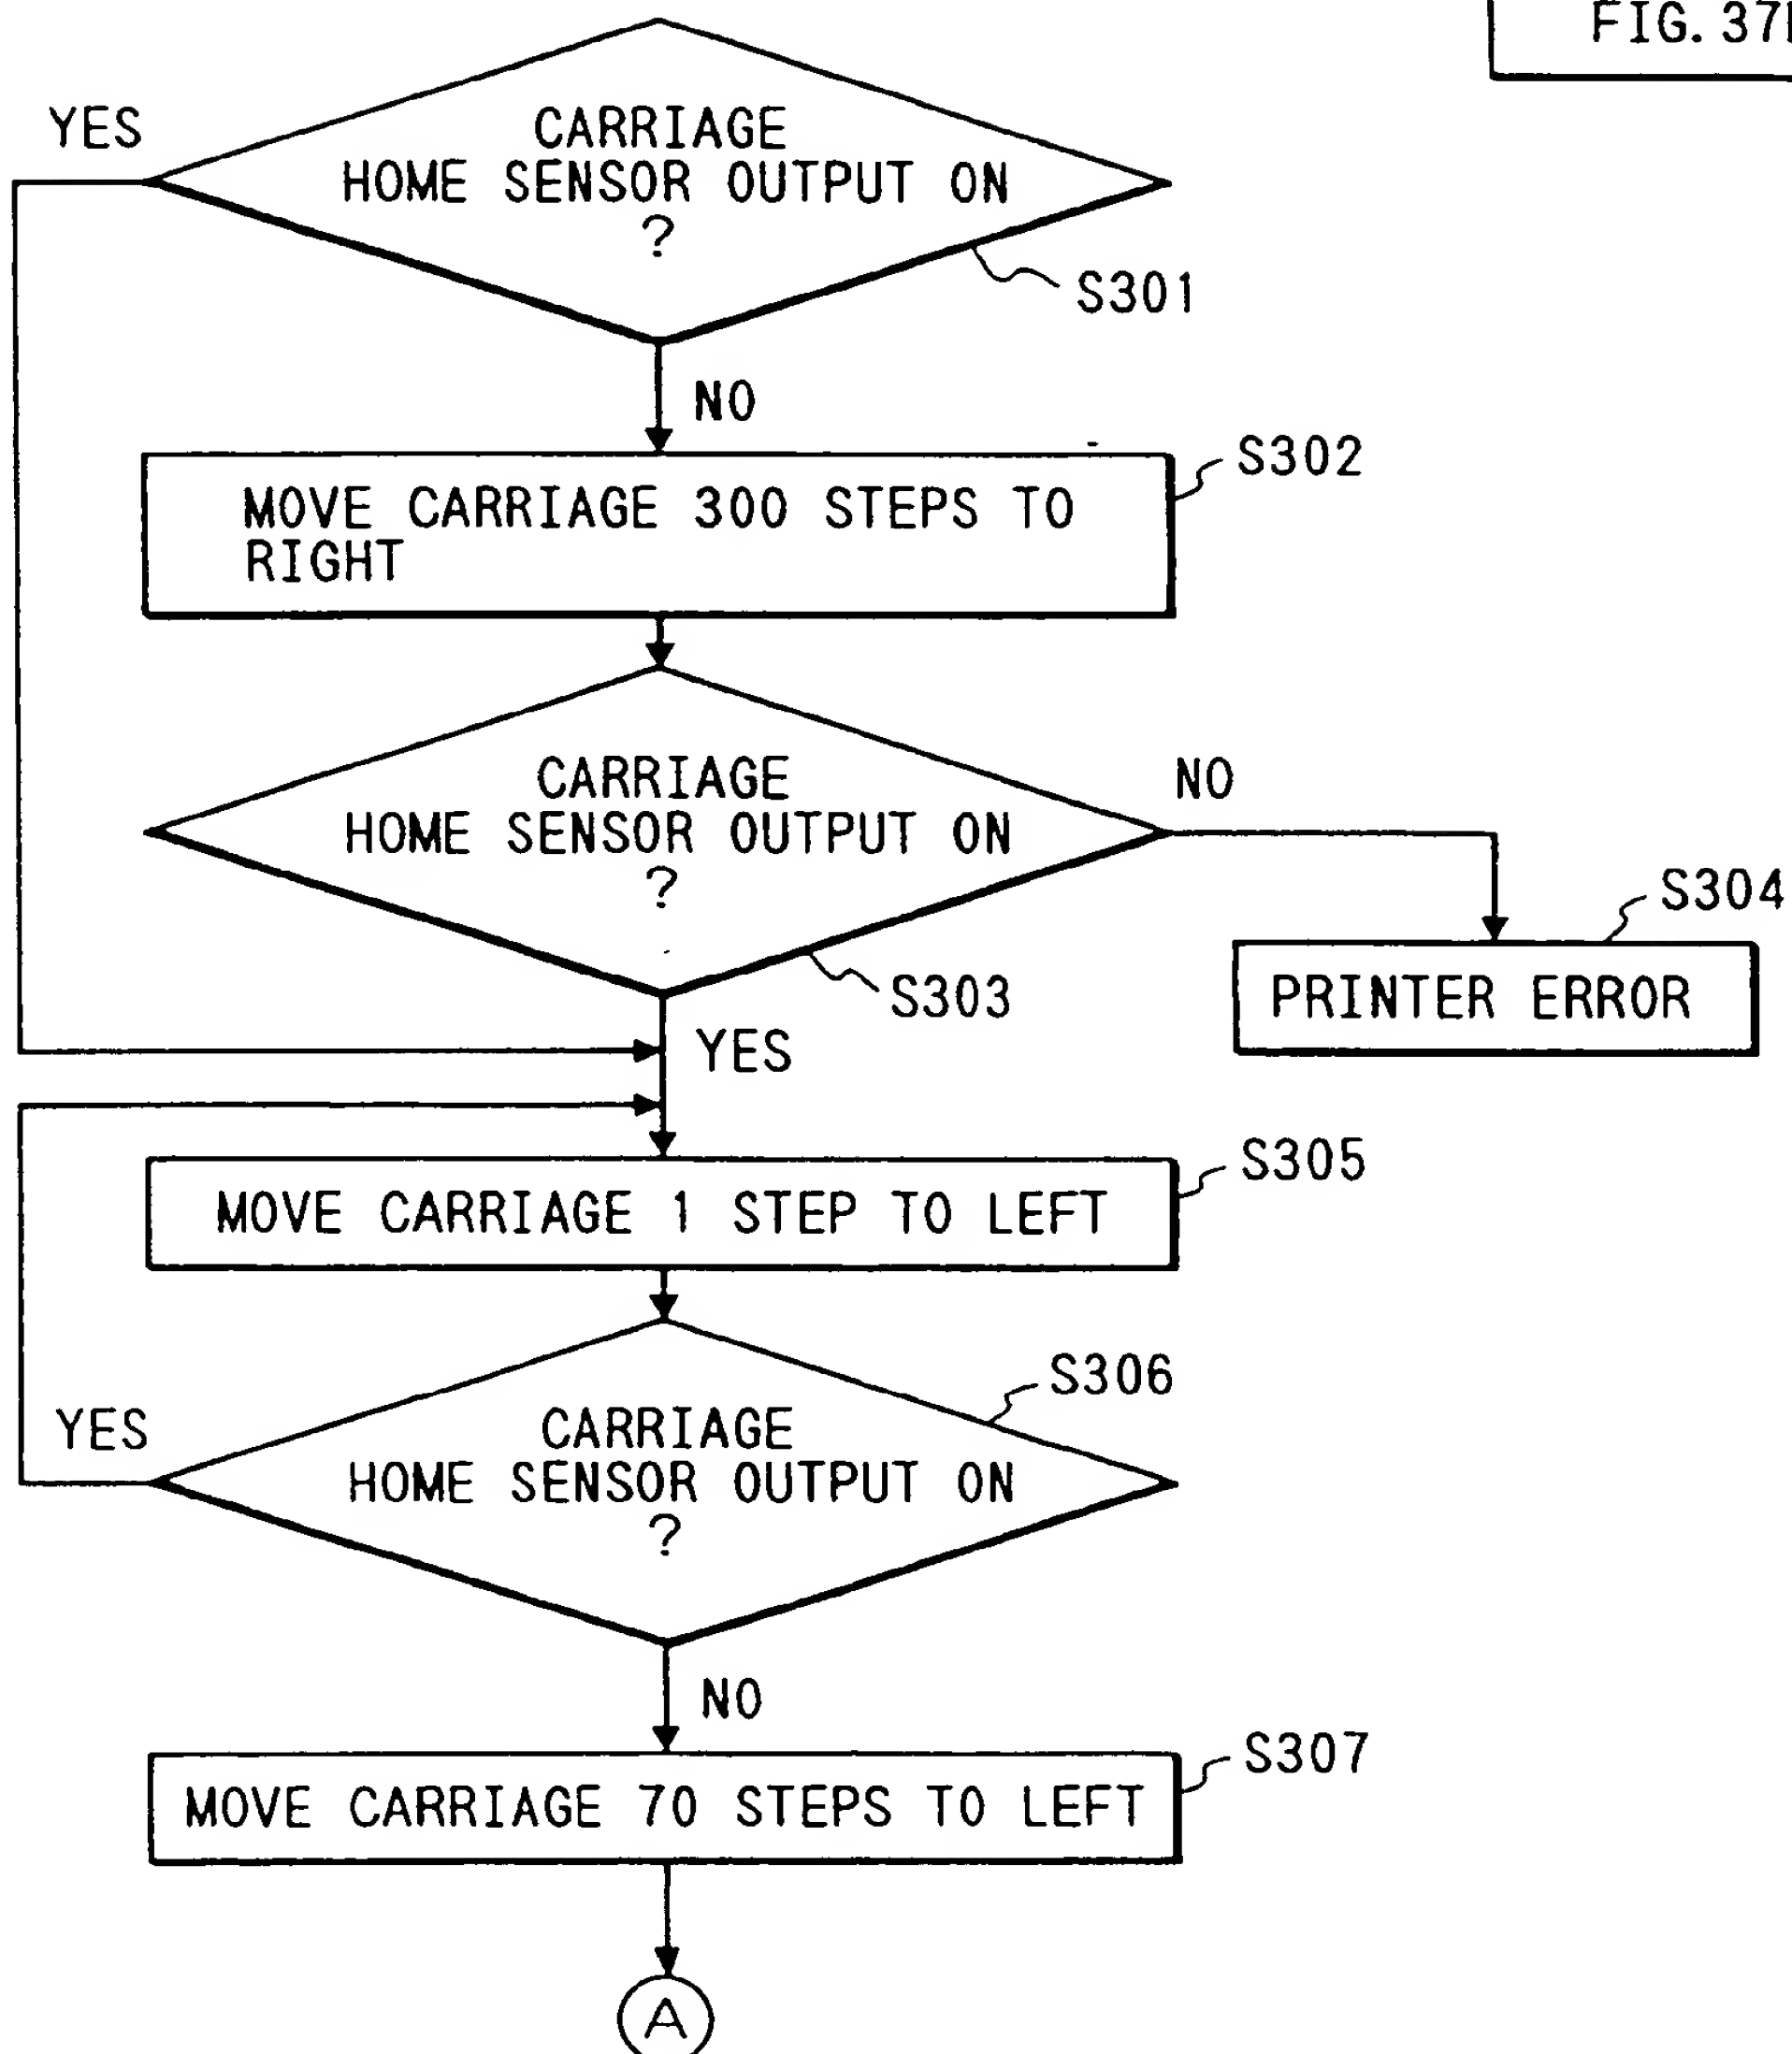 FIG. 37
YES
CARRIAGE
HOME SENSOR OUTPUT ON
?
S301
NO
S302
MOVE CARRIAGE 300 STEPS TO
RIGHT
CARRIAGE
HOME SENSOR OUTPUT ON
?
NO
S303
S304
PRINTER ERROR
YES
S305
MOVE CARRIAGE 1 STEP TO LEFT
S306
YES
CARRIAGE
HOME SENSOR OUTPUT ON
?
NO
S307
MOVE CARRIAGE 70 STEPS TO LEFT
A